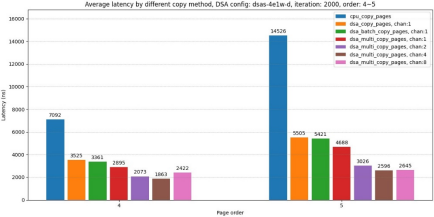 Average latency by different copy method, DSA config: dsas-4e1w-d, iteration: 2000, order: 4~5
16000
14000
12000
10000
8000
6000
4000
2000
0
Latency (ns)
cpu_copy_pages
dsa_copy_pages, chan:1
dsa_batch_copy_pages, chan:1
dsa_multi_copy_pages, chan:1
dsa_multi_copy_pages, chan:2
dsa_multi_copy_pages, chan:4
dsa_multi_copy_pages, chan:8
7092
3525
3361
2895
2073
1863
2422
14526
5505
5421
4688
3026
2596
2645
4
5
Page order